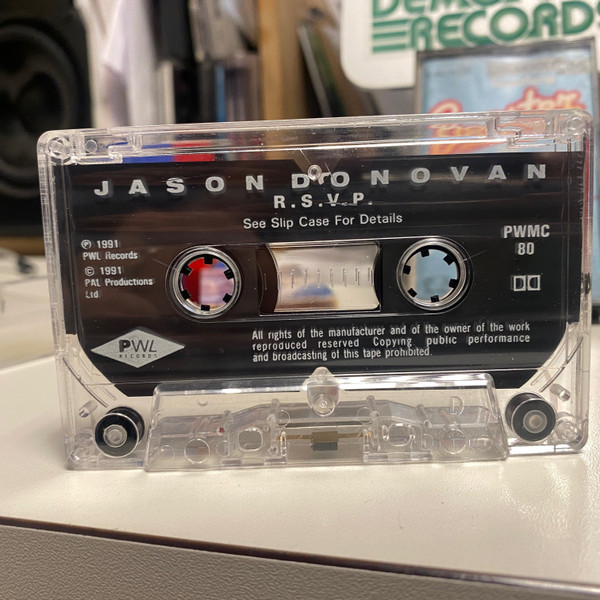 RECORDS
JASON DONOVAN
R.S.V.P.
See Slip Case For Details
℗ 1991
PWL Records
© 1991
PAL Productions
Ltd
PWMC
80
PWL
RECORDS
All rights of the manufacturer and of the owner of the work
reproduced reserved Copying public performance
and broadcasting of this tape prohibited